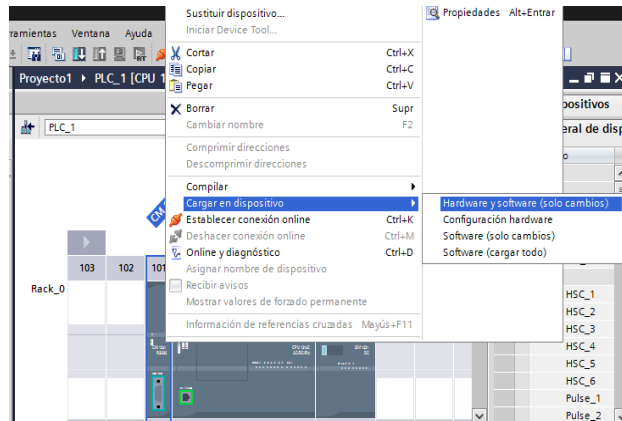 Sustituir dispositivo...
Iniciar Device Tool...
Propiedades Alt+Entrar
ramientas Ventana Ayuda
Cortar Ctrl+X
Copiar Ctrl+C
Pegar Ctrl+V
Proyecto1 PLC_1 [CPU 1
Borrar Supr
positivos
Cambiar nombre F2
PLC_1
eral de disp
Comprimir direcciones
Descomprimir direcciones
Compilar
Cargar en dispositivo
Hardware y software (solo cambios)
CM
Establecer conexión online Ctrl+K
Configuración hardware
Deshacer conexión online Ctrl+M
Software (solo cambios)
Online y diagnóstico Ctrl+D
Software (cargar todo)
103 102 101
Asignar nombre de dispositivo
Rack_0
Recibir avisos
HSC_1
Mostrar valores de forzado permanente
HSC_2
Información de referencias cruzadas Mayús+F11
HSC_3
HSC_4
HSC_5
HSC_6
Pulse_1
Pulse_2